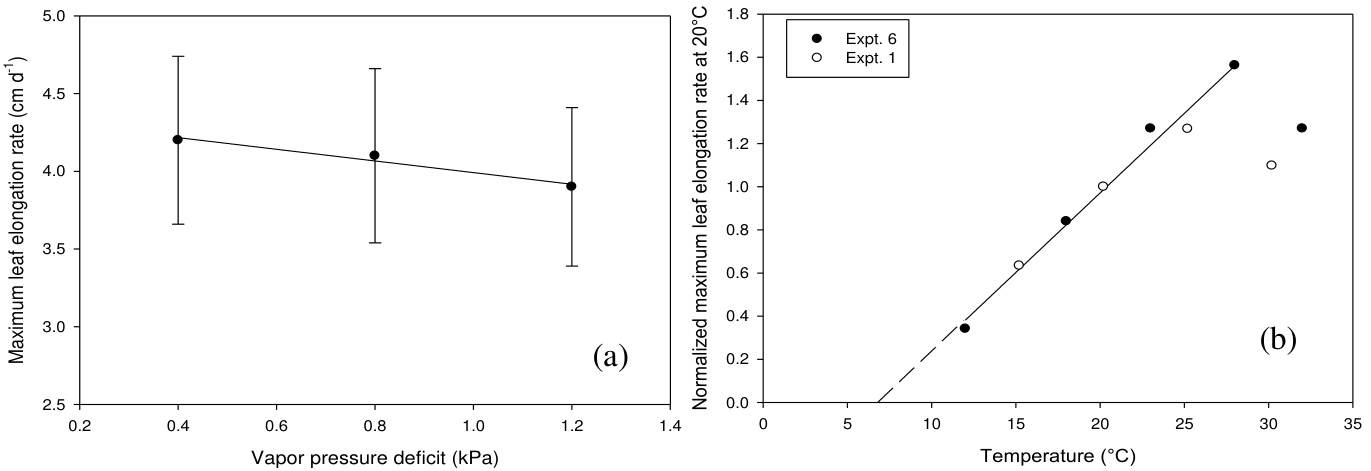 Maximum leaf elongation rate (cm d-1)
5.0
4.5
4.0
3.5
3.0
2.5
0.2 0.4 0.6 0.8 1.0 1.2 1.4
Vapor pressure deficit (kPa)
(a)
Normalized maximum leaf elongation rate at 20°C
1.8
1.6
1.4
1.2
1.0
0.8
0.6
0.4
0.2
0.0
0 5 10 15 20 25 30 35
Temperature (°C)
Expt. 6
Expt. 1
(b)